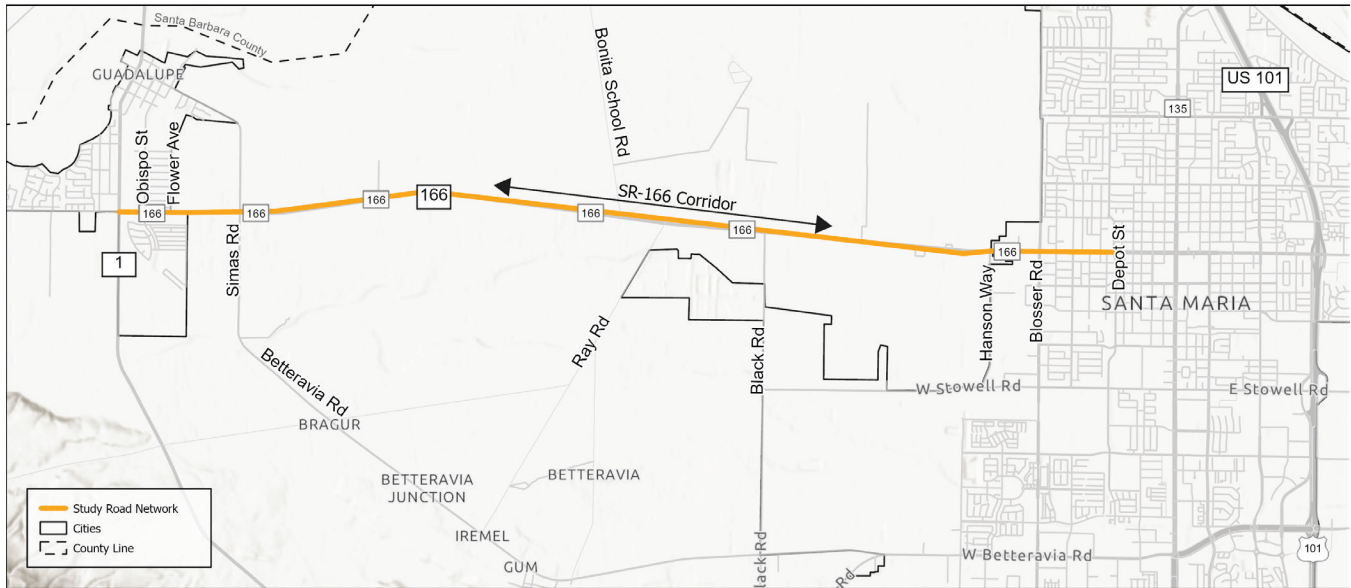 Santa Barbara County
GUADALUPE
Obispo St
Flower Ave
Bonita School Rd
US 101
135
SR-166 Corridor
166
166
166
166
166
166
166
1
Simas Rd
Hanson Way
Blosser Rd
Depot St
SANTA MARIA
Ray Rd
Black Rd
Betteravia Rd
W Stowell Rd
E Stowell Rd
BRAGUR
BETTERAVIA
JUNCTION
BETTERAVIA
IREMEL
GUM
lack Rd
Rd
W Betteravia Rd
101
Study Road Network
Cities
County Line